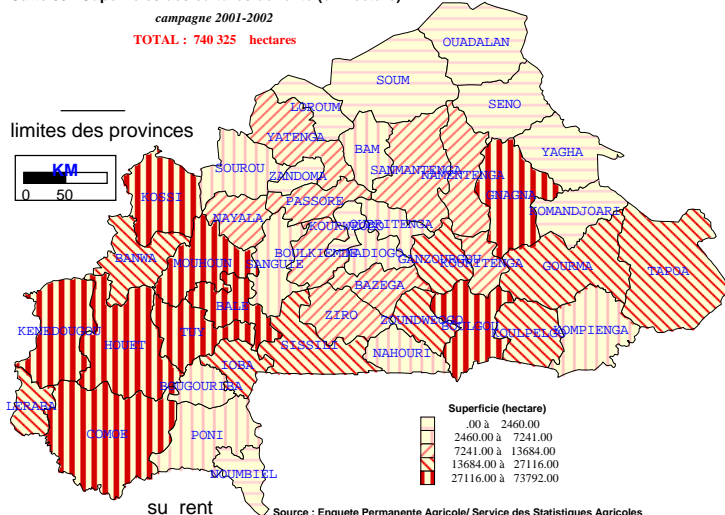 campagne 2001-2002
TOTAL : 740 325 hectares
OUADALAN
SOUM
SENO
LOROUM
limites des provinces
YATENGA
BAM
YAGHA
KM
0 50
SOUROU
ZANDOMA
SANMANTENGA
NAMENTENGA
KOSSI
GNAGNA
PASSORE
NAYALA
KOURWEOGO
OUBRITENGA
KOMANDJOARI
BANWA
MOUHOUN
SANGUIE
BOULKIEMDE
KADIOGO
GANZOURGOU
KOURITENGA
GOURMA
TAPOA
BAZEGA
BALE
ZIRO
ZOUNDWEOGO
BOULGOU
KOULPELGO
KOMPIENGA
KENEDOUGOU
HOUET
TUY
SISSILI
NAHOURI
IOBA
BOUGOURIBA
LERABA
COMOE
PONI
NOUMBIEL
Superficie (hectare)
.00 à 2460.00
2460.00 à 7241.00
7241.00 à 13684.00
13684.00 à 27116.00
27116.00 à 73792.00
su rent
Source : Enquete Permanente Agricole/ Service des Statistiques Agricoles